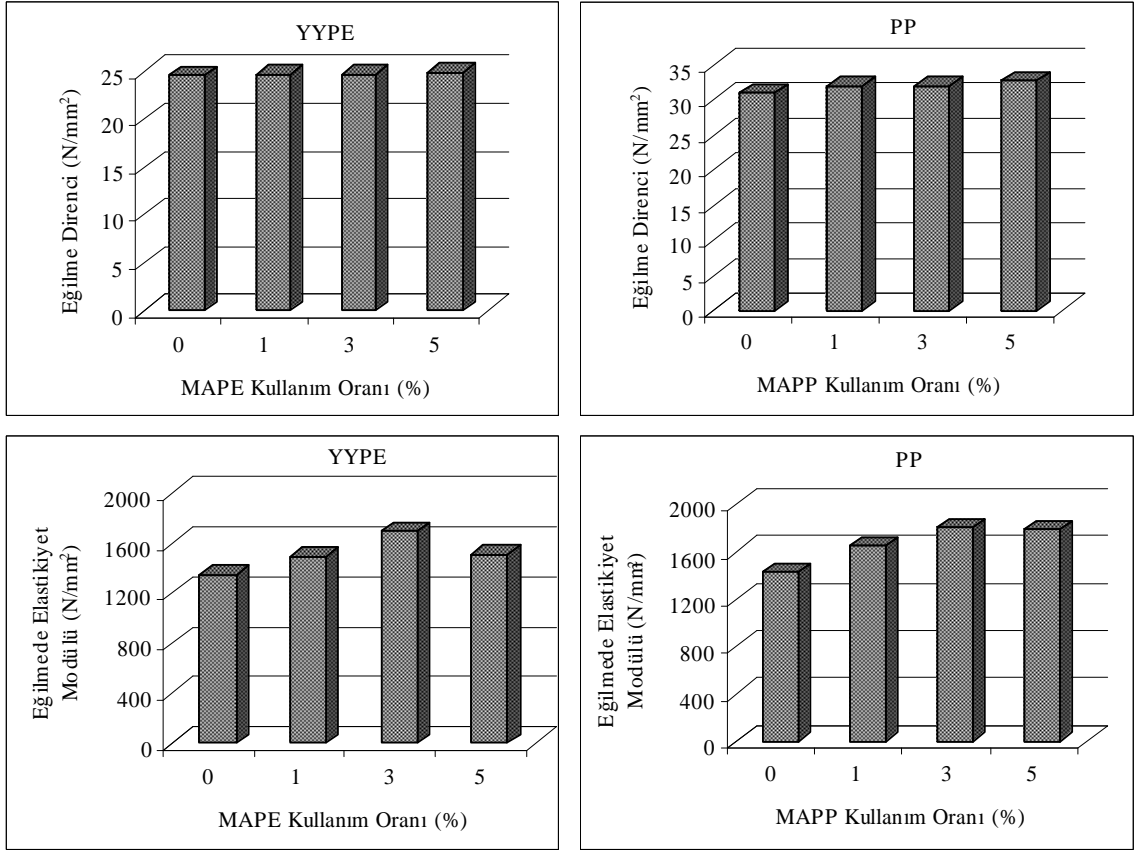 YYPE
Eğilme Direnci (N/mm²)
25
20
15
10
5
0
0 1 3 5
MAPE Kullanım Oranı (%)
PP
Eğilme Direnci (N/mm²)
35
30
25
20
15
10
5
0
0 1 3 5
MAPP Kullanım Oranı (%)
YYPE
Eğilmede Elastikiyet
Modülü (N/mm²)
2000
1600
1200
800
400
0
0 1 3 5
MAPE Kullanım Oranı (%)
PP
Eğilmede Elastikiyet
Modülü (N/mm²)
2000
1600
1200
800
400
0
0 1 3 5
MAPP Kullanım Oranı (%)